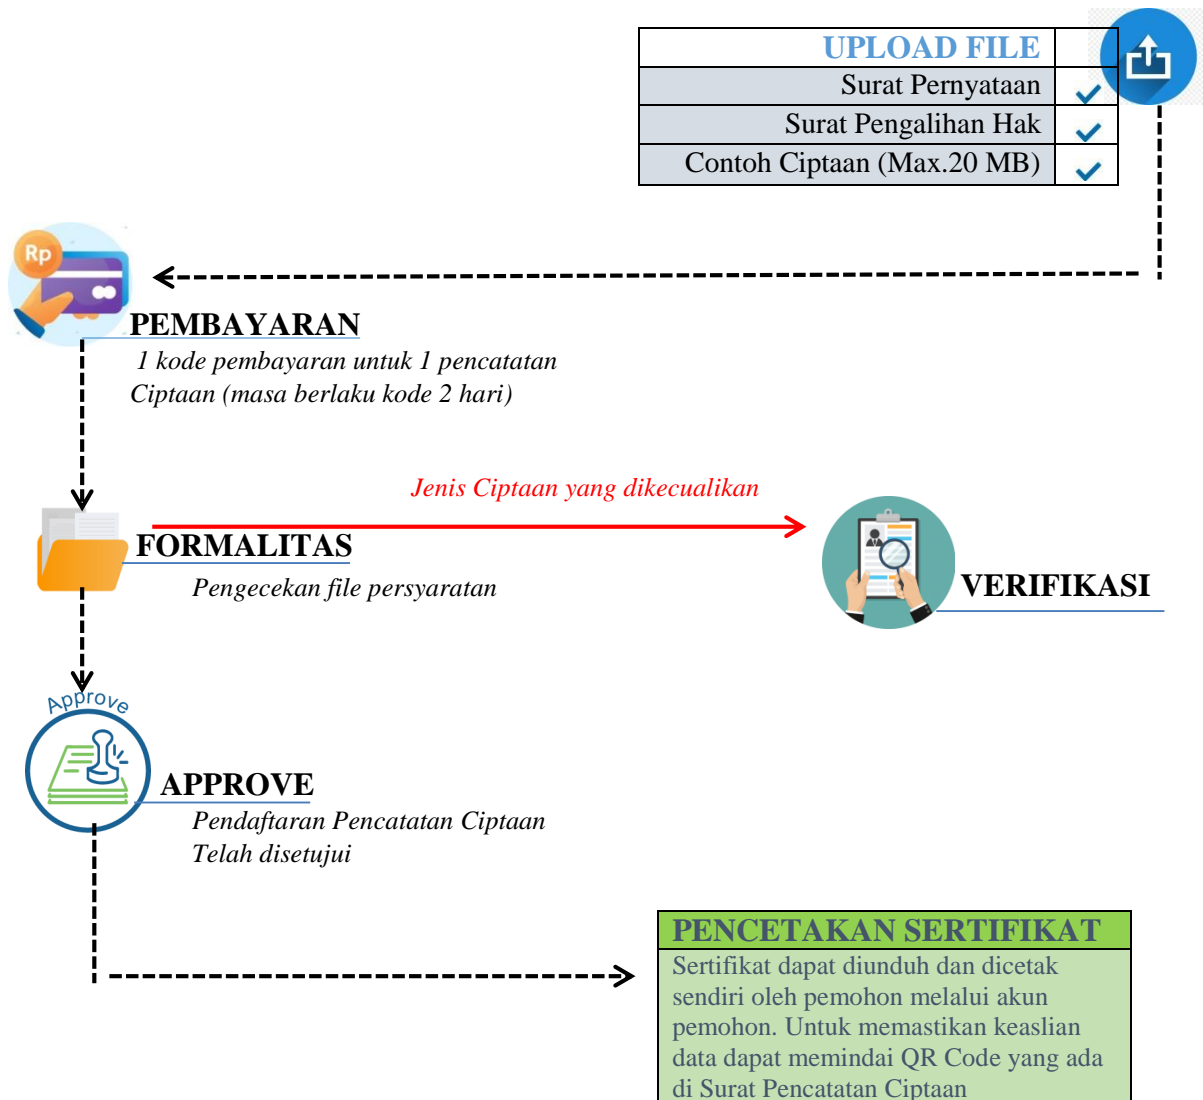 UPLOAD FILE
Surat Pernyataan
Surat Pengalihan Hak
Contoh Ciptaan (Max.20 MB)
Rp
PEMBAYARAN
1 kode pembayaran untuk 1 pencatatan
Ciptaan (masa berlaku kode 2 hari)
Jenis Ciptaan yang dikecualikan
FORMALITAS
Pengecekan file persyaratan
VERIFIKASI
Approve
APPROVE
Pendaftaran Pencatatan Ciptaan
Telah disetujui
PENCETAKAN SERTIFIKAT
Sertifikat dapat diunduh dan dicetak
sendiri oleh pemohon melalui akun
pemohon. Untuk memastikan keaslian
data dapat memindai QR Code yang ada
di Surat Pencatatan Ciptaan